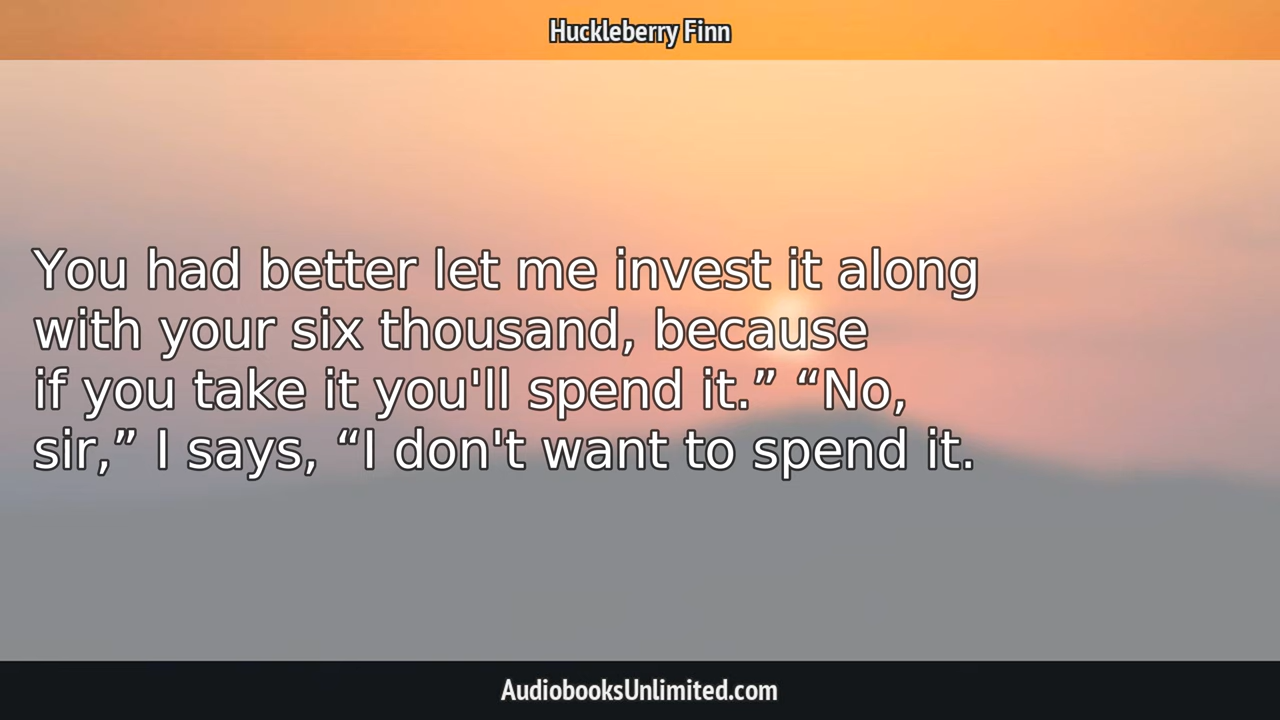 Huckleberry Finn
You had better let me invest it along
with your six thousand, because
if you take it you'll spend it.” “No,
sir,” I says, “I don't want to spend it.
AudiobooksUnlimited.com